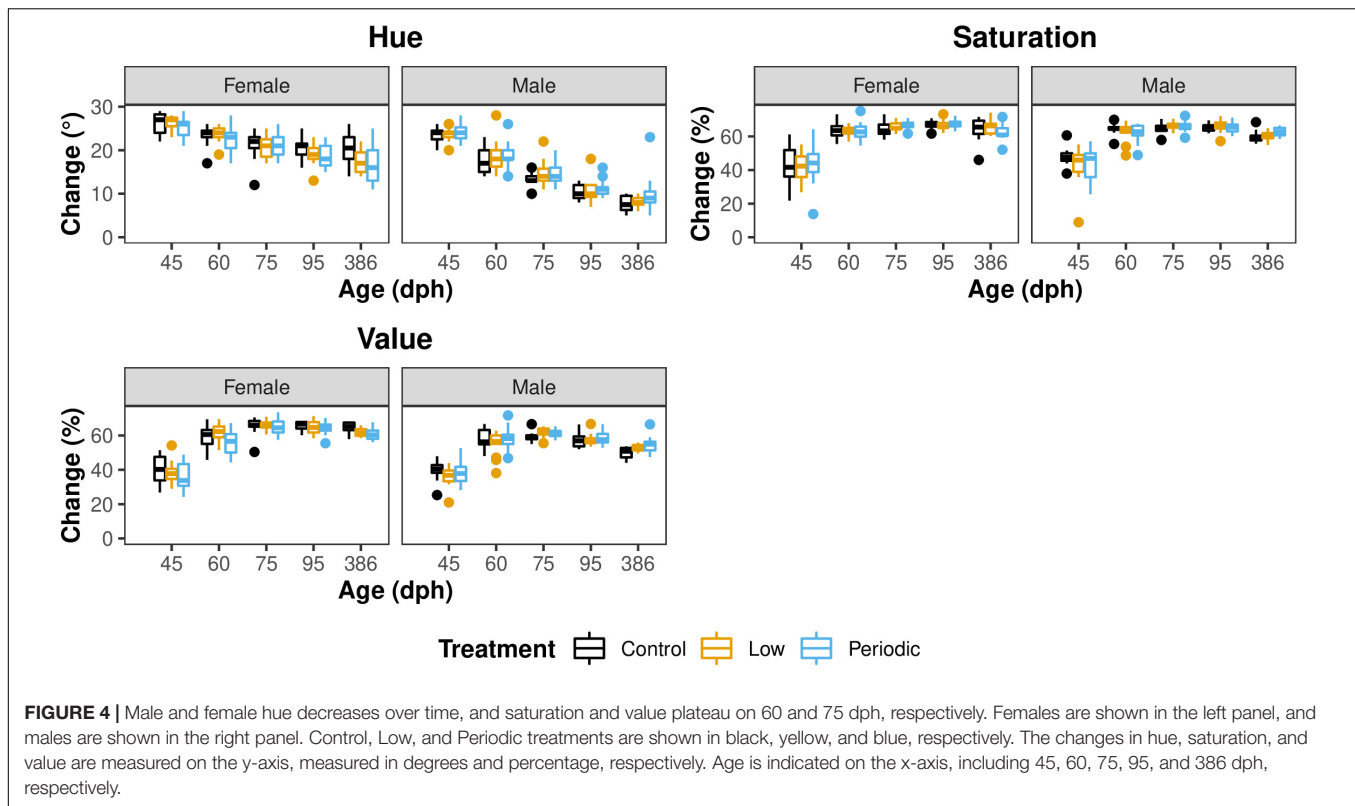 Hue
Female Male
Change (°)
30
20
10
0
45 60 75 95 386 45 60 75 95 386
Age (dph)
Saturation
Female Male
Change (%)
60
40
20
0
45 60 75 95 386 45 60 75 95 386
Age (dph)
Value
Female Male
Change (%)
60
40
20
0
45 60 75 95 386 45 60 75 95 386
Age (dph)
Treatment Control Low Periodic
FIGURE 4 | Male and female hue decreases over time, and saturation and value plateau on 60 and 75 dph, respectively. Females are shown in the left panel, and
males are shown in the right panel. Control, Low, and Periodic treatments are shown in black, yellow, and blue, respectively. The changes in hue, saturation, and
value are measured on the y-axis, measured in degrees and percentage, respectively. Age is indicated on the x-axis, including 45, 60, 75, 95, and 386 dph,
respectively.